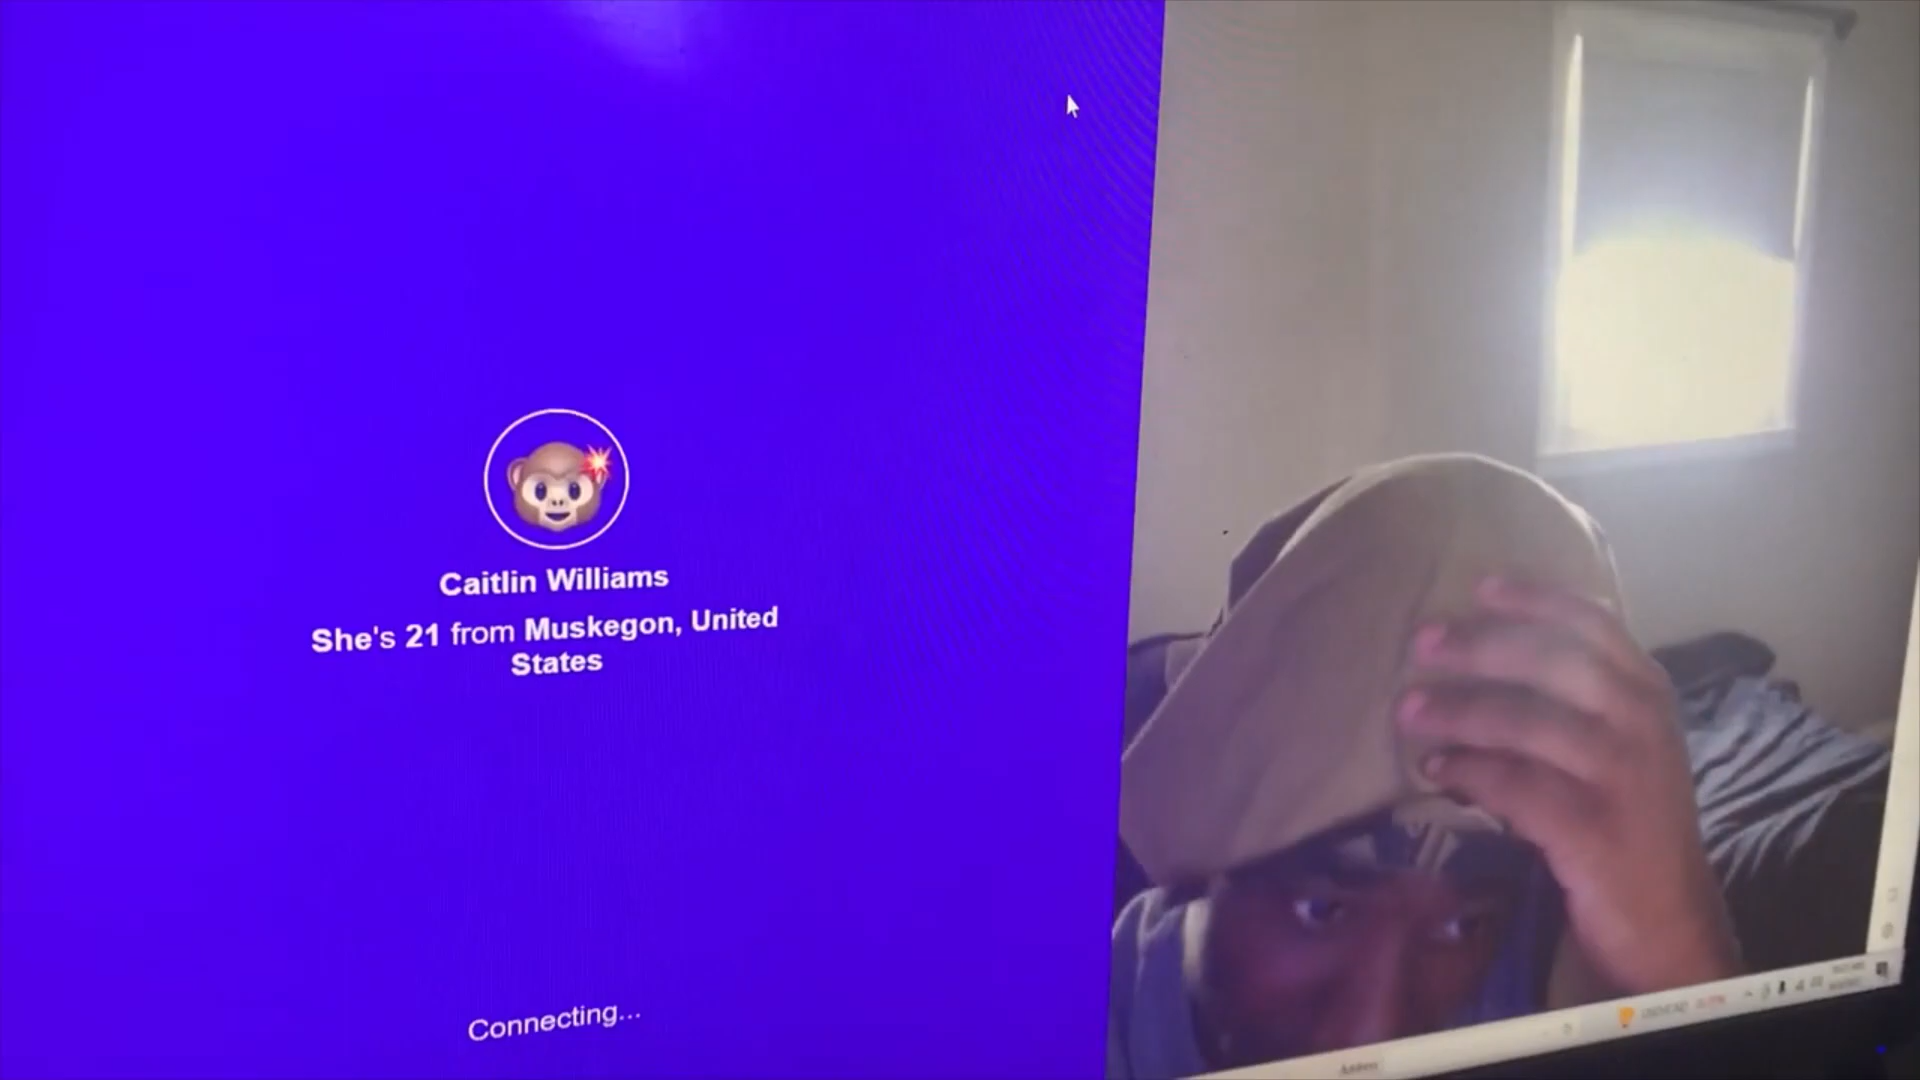 Caitlin Williams
She's 21 from Muskegon, United
States
Connecting...